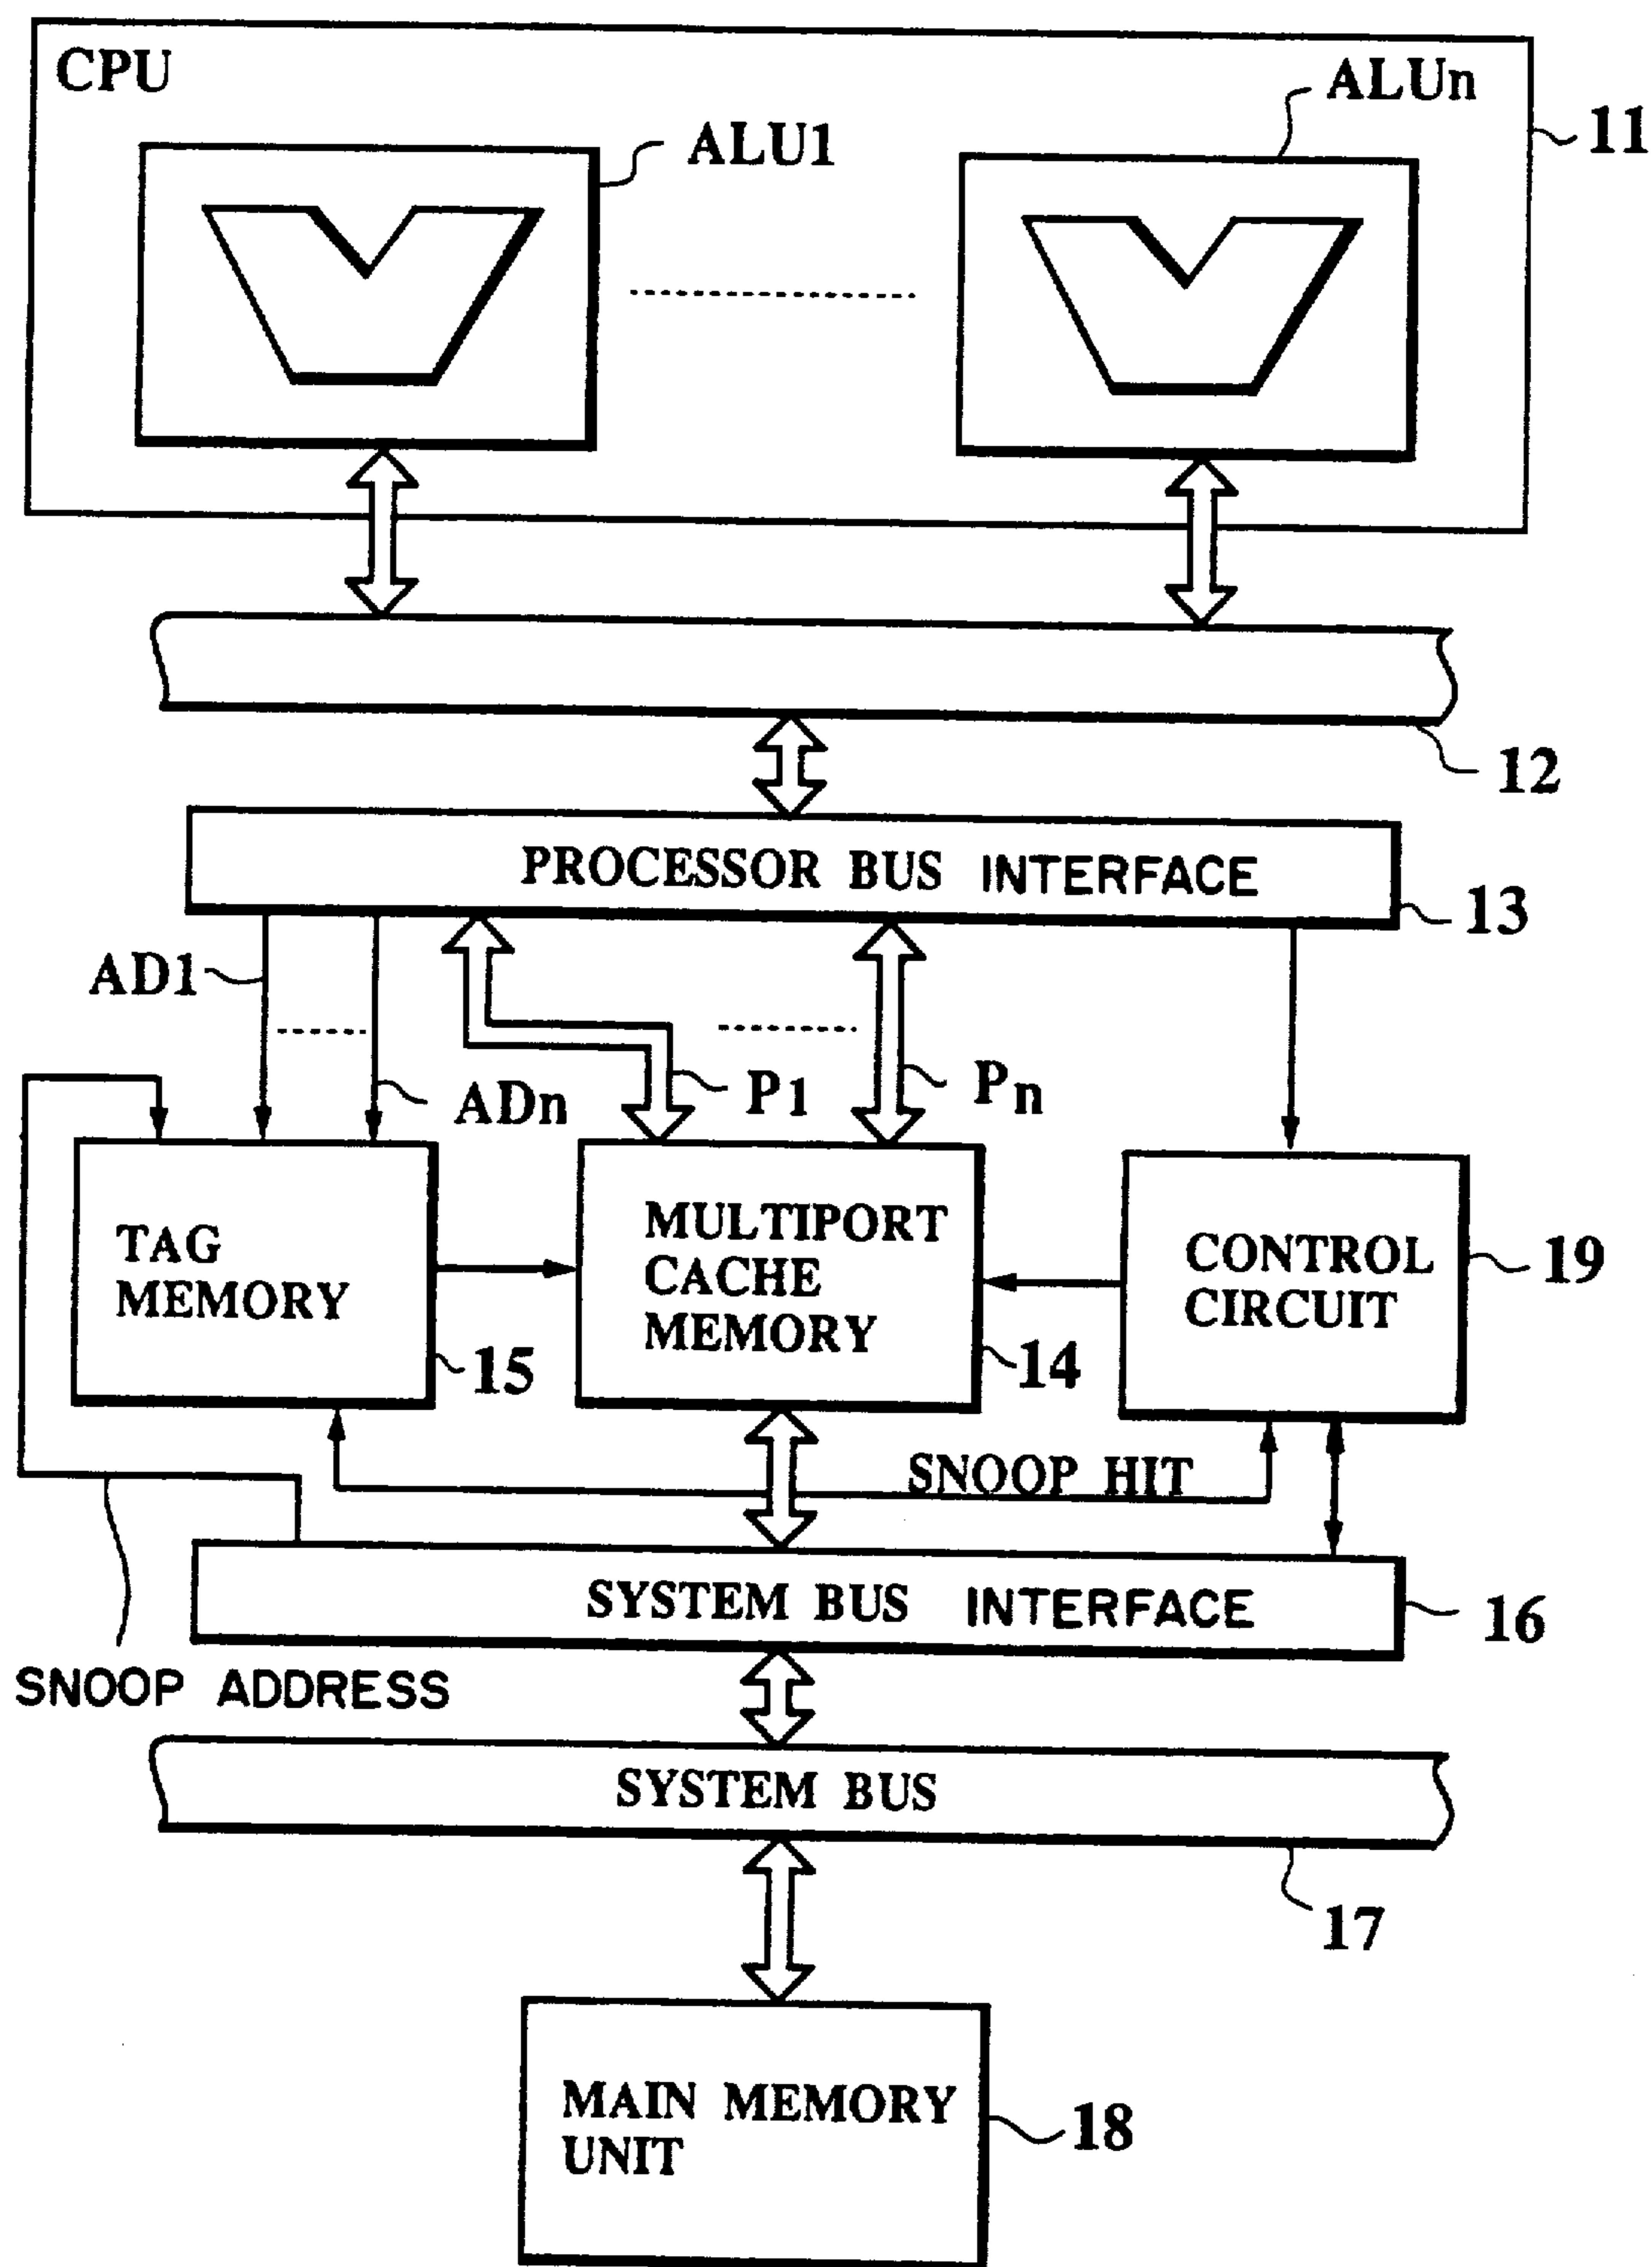 CPU
ALU1
ALUn
11
12
PROCESSOR BUS INTERFACE
13
AD1
ADn
P1
Pn
TAG
MEMORY
15
MULTIPORT
CACHE
MEMORY
14
CONTROL
CIRCUIT
19
SNOOP HIT
SYSTEM BUS INTERFACE
16
SNOOP ADDRESS
SYSTEM BUS
17
MAIN MEMORY
UNIT
18